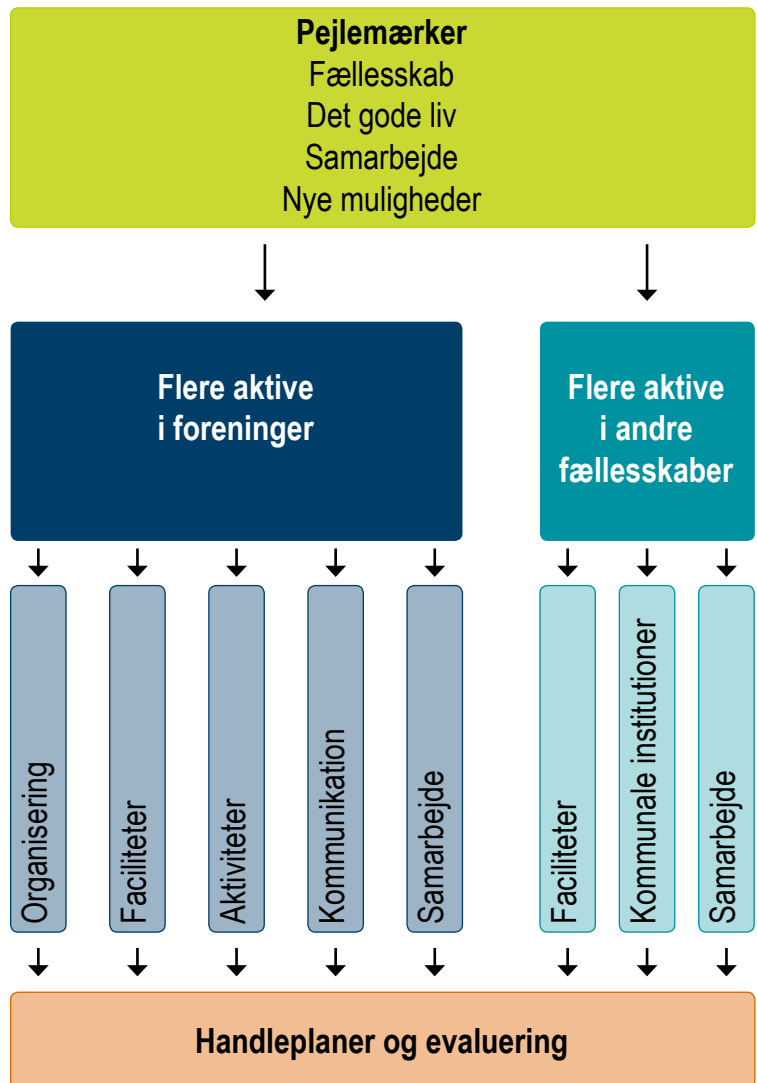 Pejlemærker
Fællesskab
Det gode liv
Samarbejde
Nye muligheder
Flere aktive
i foreninger
Flere aktive
i andre
fællesskaber
Organisering
Faciliteter
Aktiviteter
Kommunikation
Samarbejde
Faciliteter
Kommunale institutioner
Samarbejde
Handleplaner og evaluering